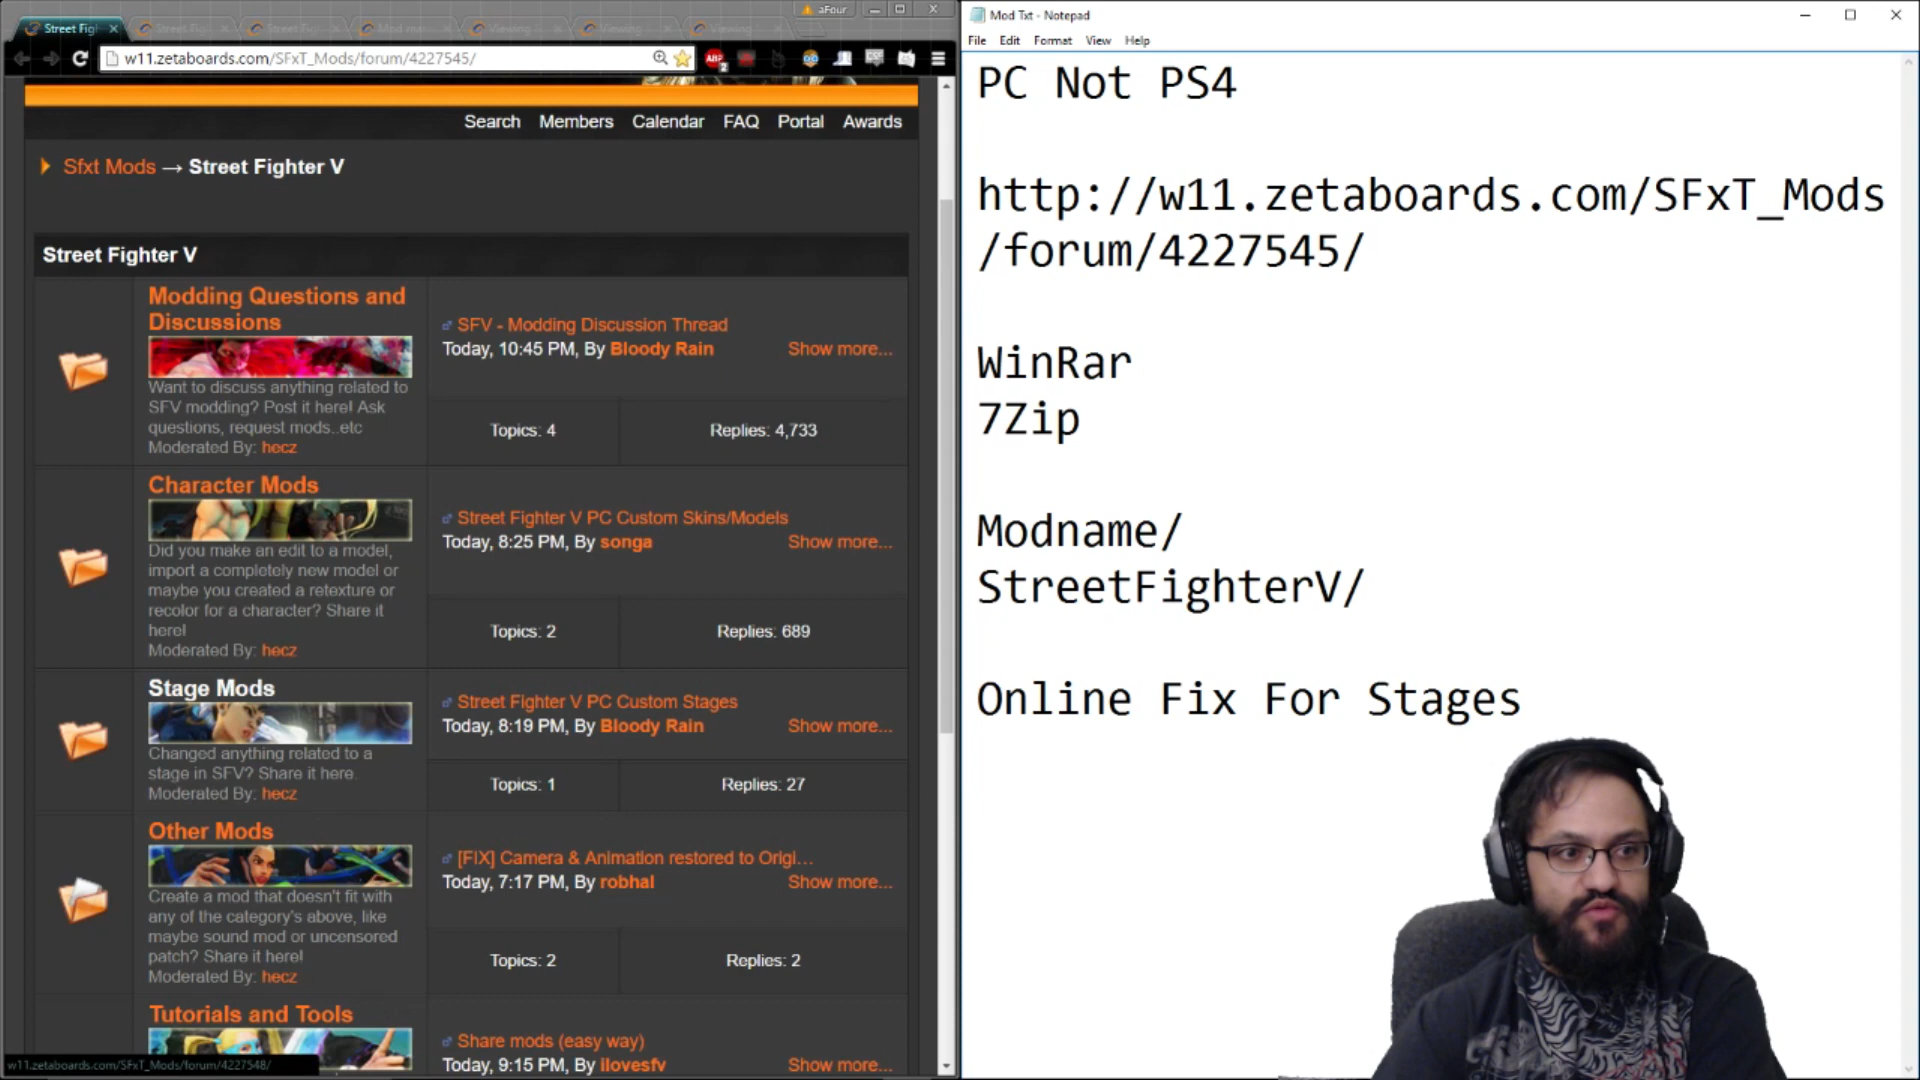 Street Figh
aFour
Mod Txt - Notepad
w11.zetaboards.com/SFxT_Mods/forum/4227545/
ABP
2
File Edit Format View Help
Search Members Calendar FAQ Portal Awards
Sfxt Mods → Street Fighter V
Street Fighter V
Modding Questions and
Discussions
Want to discuss anything related to
SFV modding? Post it here! Ask
questions, request mods..etc
Moderated By: hecz
SFV - Modding Discussion Thread
Today, 10:45 PM, By Bloody Rain Show more...
Topics: 4 Replies: 4,733
Character Mods
Did you make an edit to a model,
import a completely new model or
maybe you created a retexture or
recolor for a character? Share it
here!
Moderated By: hecz
Street Fighter V PC Custom Skins/Models
Today, 8:25 PM, By songa Show more...
Topics: 2 Replies: 689
Stage Mods
Changed anything related to a
stage in SFV? Share it here.
Moderated By: hecz
Street Fighter V PC Custom Stages
Today, 8:19 PM, By Bloody Rain Show more...
Topics: 1 Replies: 27
Other Mods
Create a mod that doesn't fit with
any of the category's above, like
maybe sound mod or uncensored
patch? Share it here!
Moderated By: hecz
[FIX] Camera & Animation restored to Origi...
Today, 7:17 PM, By robhal Show more...
Topics: 2 Replies: 2
Tutorials and Tools
Share mods (easy way)
Today, 9:15 PM, By ilovesfv Show more...
w11.zetaboards.com/SFxT_Mods/forum/4227548/
PC Not PS4
http://w11.zetaboards.com/SFxT_Mods
/forum/4227545/
WinRar
7Zip
Modname/
StreetFighterV/
Online Fix For Stages